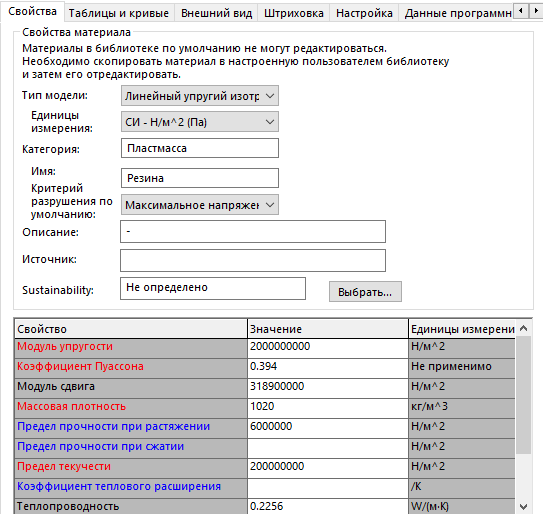 Свойства Таблицы и кривые Внешний вид Штриховка Настройка Данные программн
Свойства материала
Материалы в библиотеке по умолчанию не могут редактироваться.
Необходимо скопировать материал в настроенную пользователем библиотеку
и затем его отредактировать.
Тип модели: Линейный упругий изотр
Единицы измерения: СИ - Н/м^2 (Па)
Категория: Пластмасса
Имя: Резина
Критерий разрушения по умолчанию: Максимальное напряжен
Описание: -
Источник:
Sustainability: Не определено Выбрать...
Свойство Значение Единицы измерени
Модуль упругости 2000000000 Н/м^2
Коэффициент Пуассона 0.394 Не применимо
Модуль сдвига 318900000 Н/м^2
Массовая плотность 1020 кг/м^3
Предел прочности при растяжении 6000000 Н/м^2
Предел прочности при сжатии Н/м^2
Предел текучести 200000000 Н/м^2
Коэффициент теплового расширения /K
Теплопроводность 0.2256 W/(м·K)